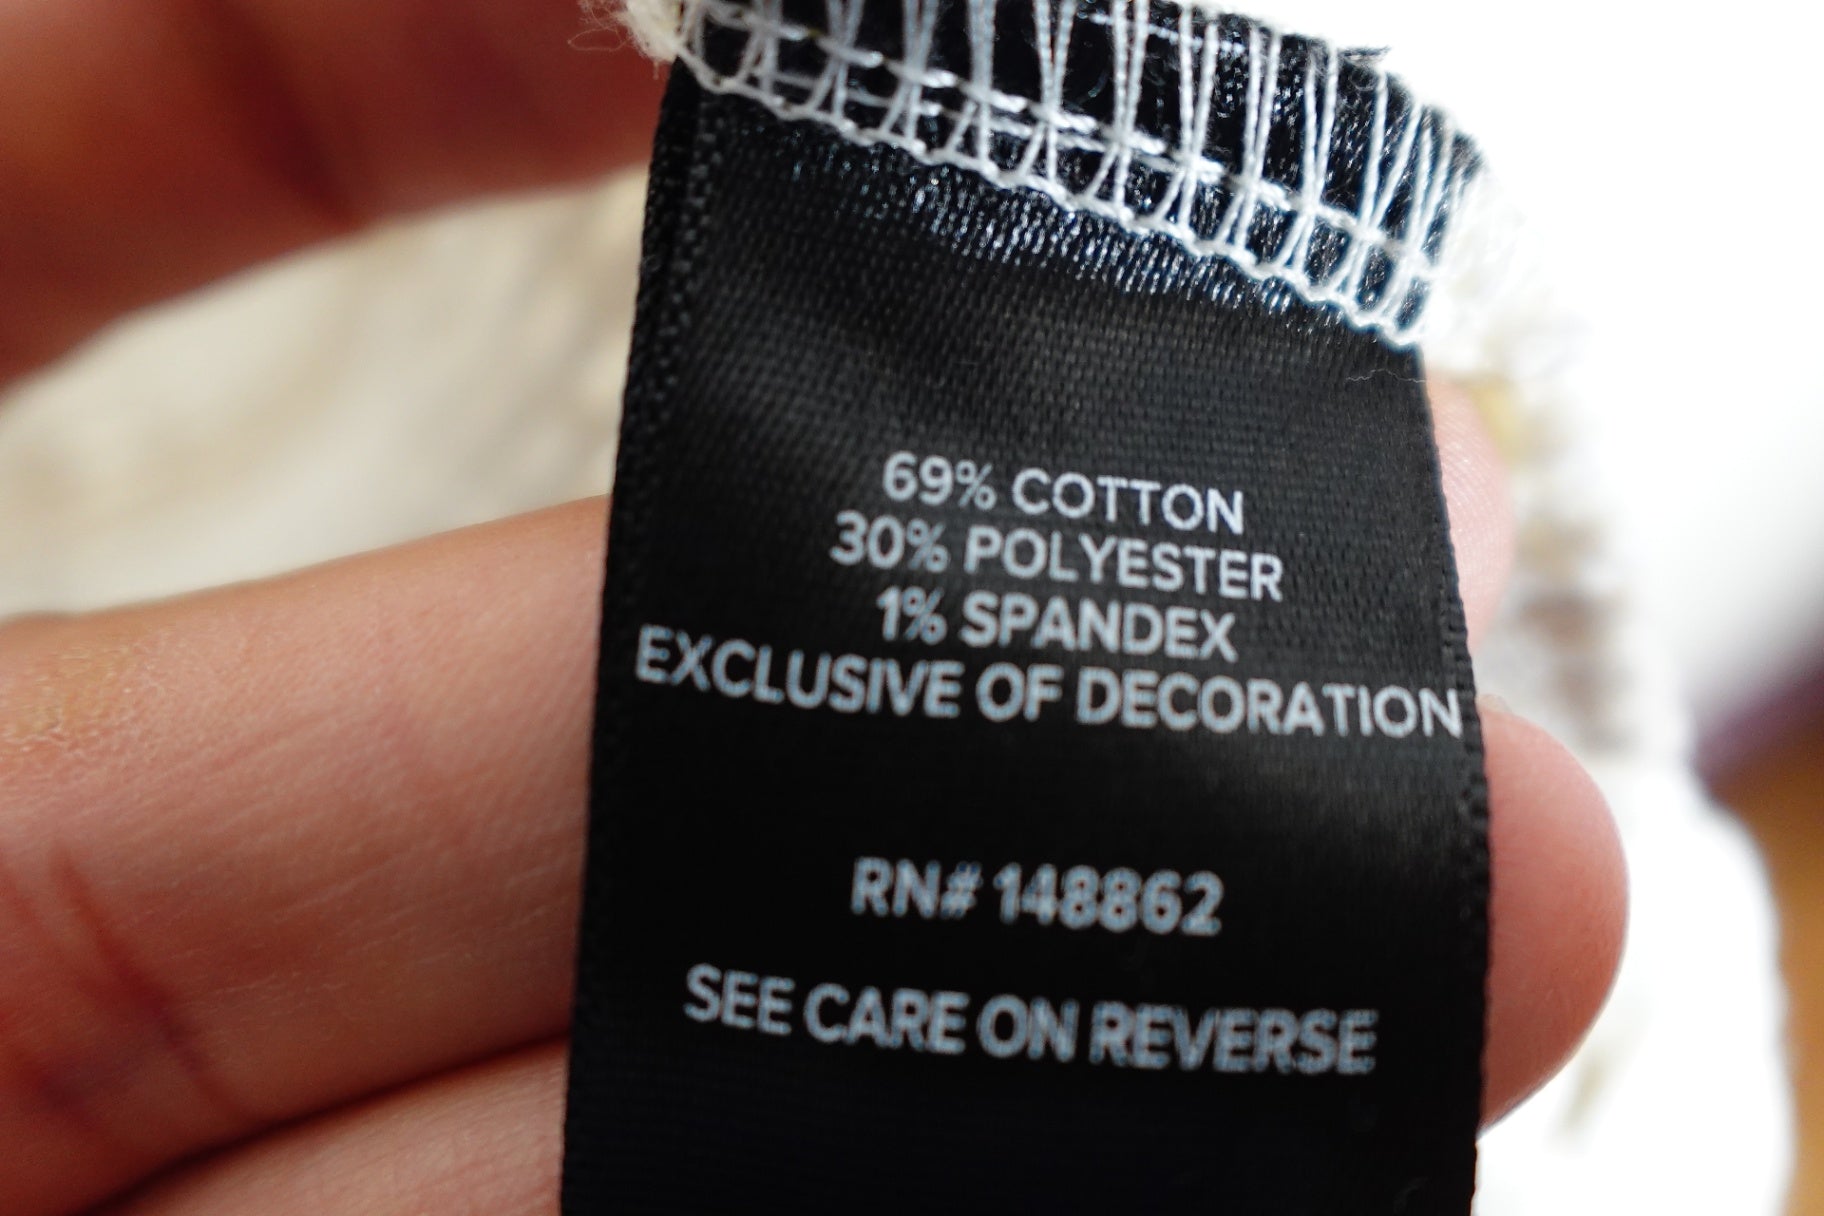 69% COTTON
30% POLYESTER
1% SPANDEX
EXCLUSIVE OF DECORATION
RN# 148862
SEE CARE ON REVERSE